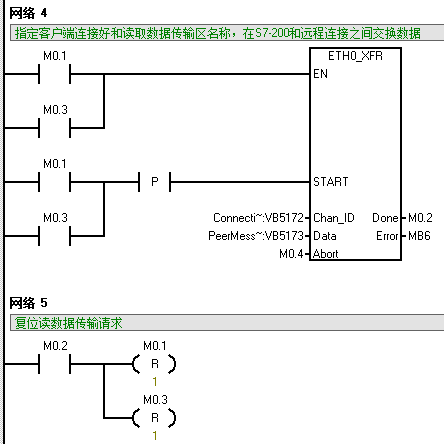 网络 4
指定客户端连接好和读取数据传输区名称，在S7-200和远程连接之间交换数据
M0.1
ETH0_XFR
EN
M0.3
M0.1
P
START
M0.3
Connecti~:VB5172 Chan_ID Done M0.2
PeerMess~:VB5173 Data Error MB6
M0.4 Abort
网络 5
复位读数据传输请求
M0.2 M0.1
R
1
M0.3
R
1